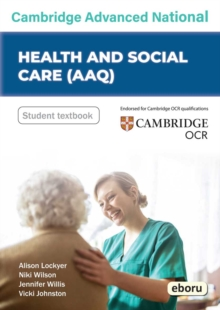 Cambridge Advanced National
HEALTH AND SOCIAL
CARE (AAQ)
Student textbook
Endorsed for Cambridge OCR qualifications
CAMBRIDGE
OCR
Alison Lockyer
Niki Wilson
Jennifer Willis
Vicki Johnston
eboru